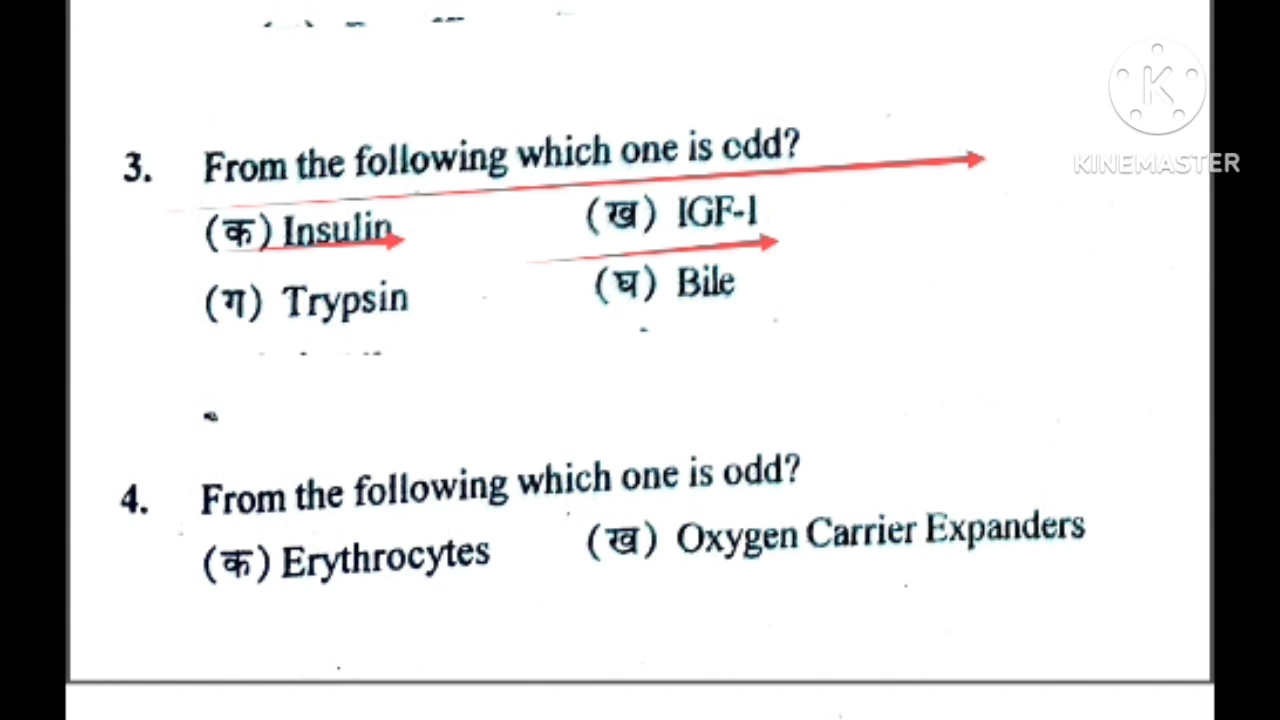 KINEMASTER
3. From the following which one is odd?
(क) Insulin (ख) IGF-1
(ग) Trypsin (घ) Bile
4. From the following which one is odd?
(क) Erythrocytes (ख) Oxygen Carrier Expanders